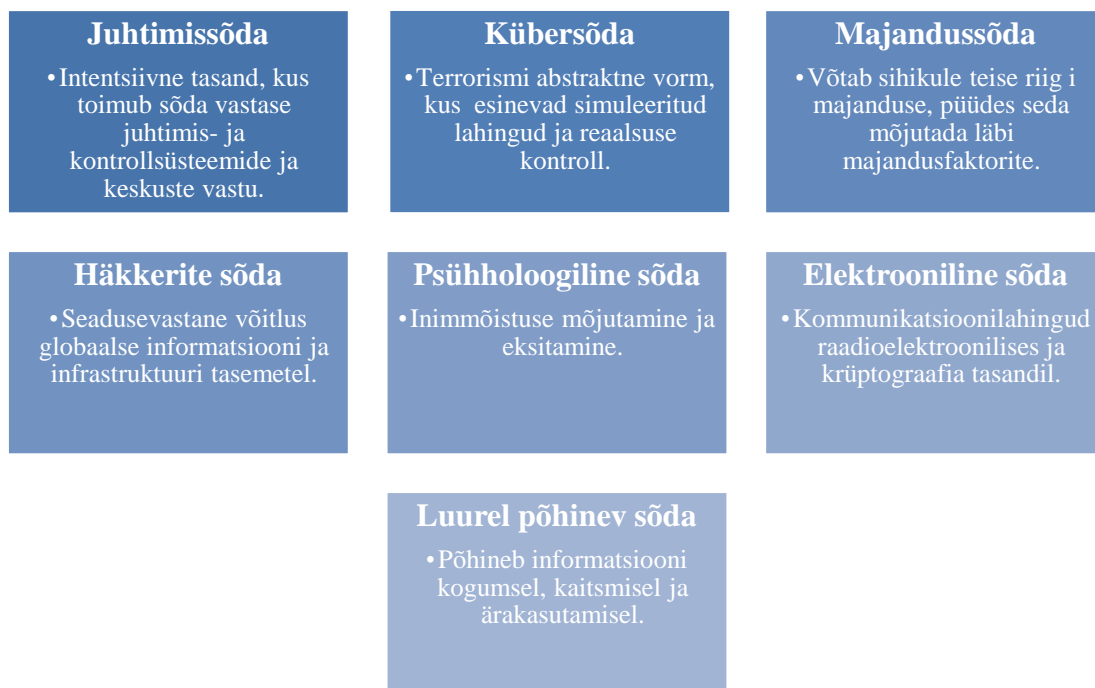 Juhtimissõda
•Intentsiivne tasand, kus
toimub sõda vastase
juhtimis- ja
kontrollsüsteemide ja
keskuste vastu.
Kübersõda
•Terrorismi abstraktne vorm,
kus esinevad simuleeritud
lahingud ja reaalsuse
kontroll.
Majandussõda
•Võtab sihikule teise riig i
majanduse, püüdes seda
mõjutada läbi
majandusfaktorite.
Häkkerite sõda
•Seadusevastane võitlus
globaalse informatsiooni ja
infrastruktuuri tasemetel.
Psühholoogiline sõda
•Inimmõistuse mõjutamine ja
eksitamine.
Elektrooniline sõda
•Kommunikatsioonilahingud
raadioelektroonilises ja
krüptograafia tasandil.
Luurel põhinev sõda
•Põhineb informatsiooni
kogumsel, kaitsmisel ja
ärakasutamisel.